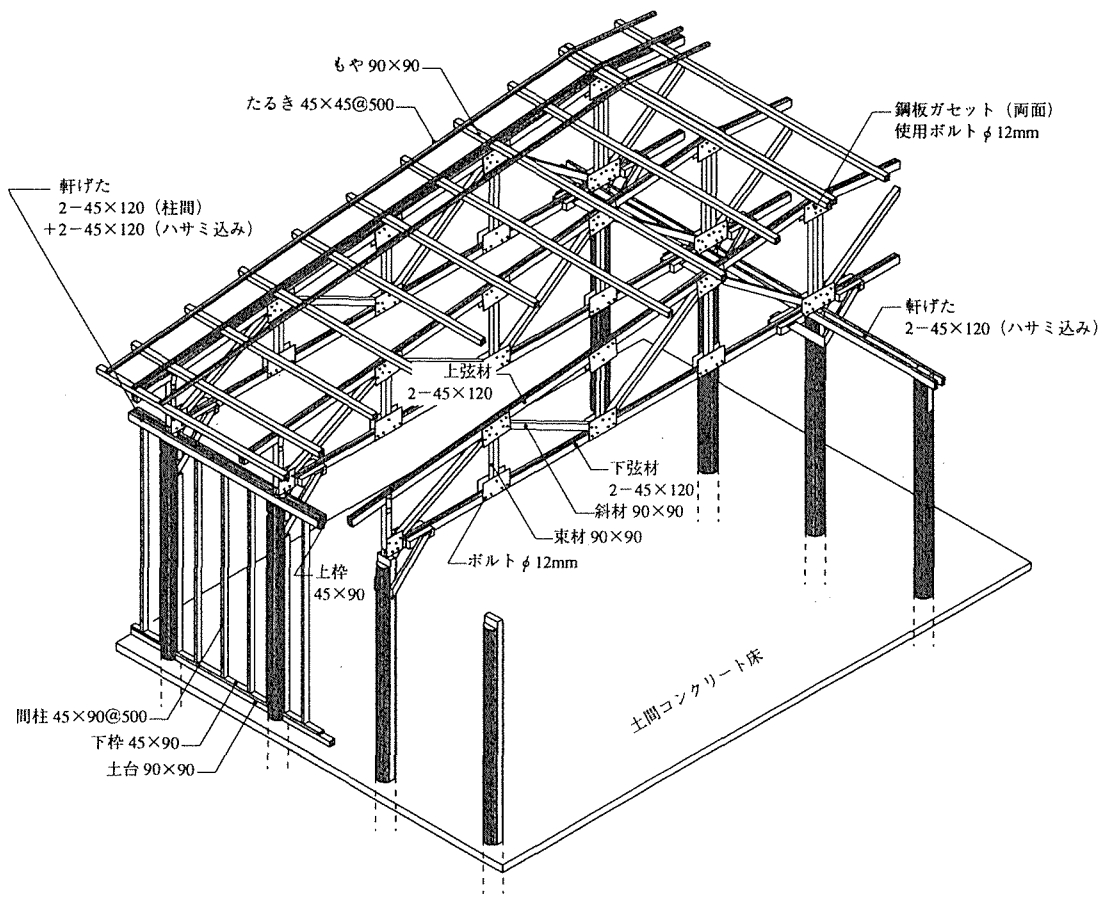 もや 90×90
たるき 45×45@500
鋼板ガセット（両面）
使用ボルト φ 12mm
軒げた
2−45×120（柱間）
＋2−45×120（ハサミ込み）
軒げた
2−45×120（ハサミ込み）
上弦材
2−45×120
下弦材
2−45×120
斜材 90×90
束材 90×90
ボルト φ 12mm
上枠
45×90
土間コンクリート床
間柱 45×90@500
下枠 45×90
土台 90×90